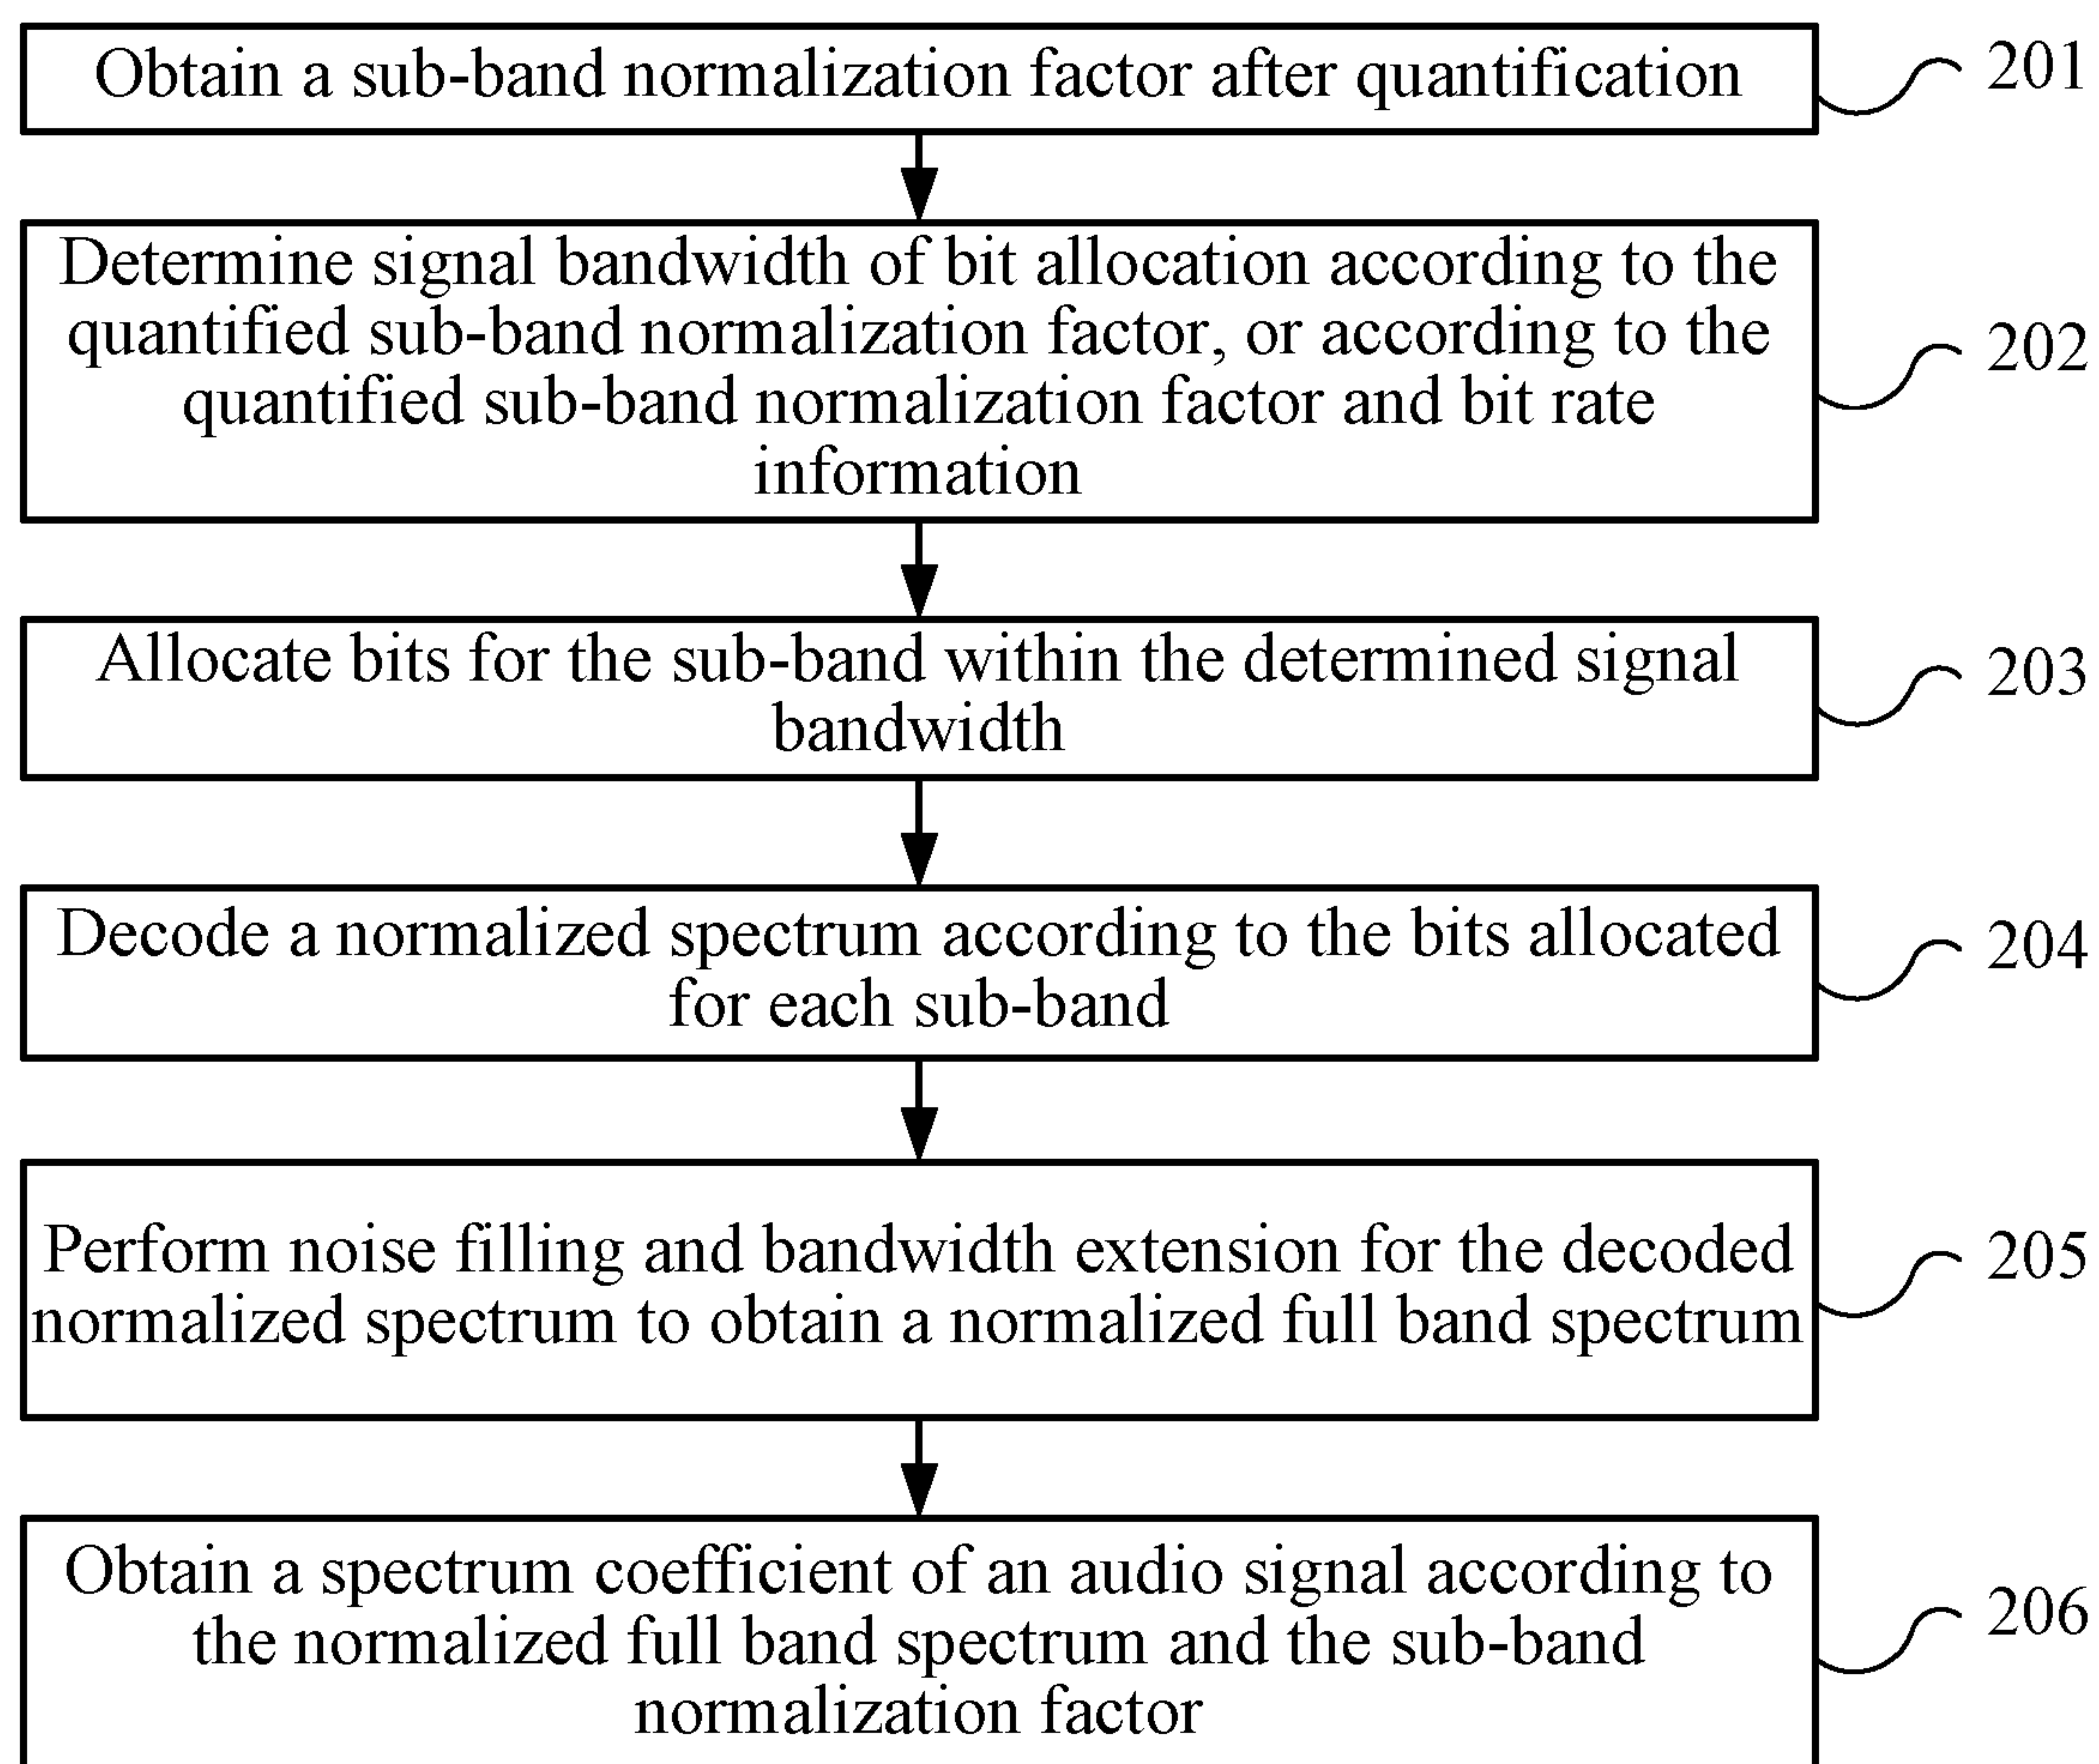 Obtain a sub-band normalization factor after quantification
201
Determine signal bandwidth of bit allocation according to the
quantified sub-band normalization factor, or according to the
quantified sub-band normalization factor and bit rate
information
202
Allocate bits for the sub-band within the determined signal
bandwidth
203
Decode a normalized spectrum according to the bits allocated
for each sub-band
204
Perform noise filling and bandwidth extension for the decoded
normalized spectrum to obtain a normalized full band spectrum
205
Obtain a spectrum coefficient of an audio signal according to
the normalized full band spectrum and the sub-band
normalization factor
206